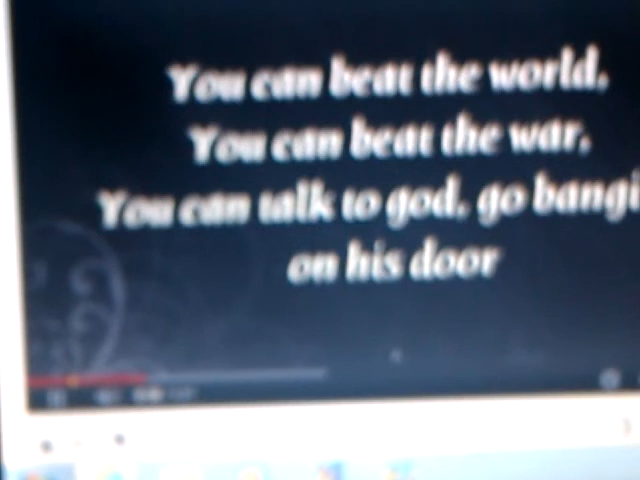 You can beat the world,
You can beat the war,
You can talk to god, go bangi
on his door